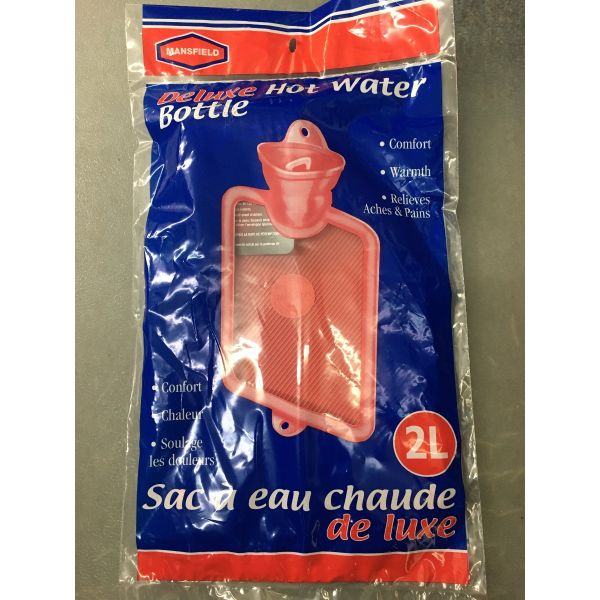 MANSFIELD
Deluxe Hot Water
Bottle
• Comfort
• Warmth
• Relieves
Aches & Pains
• Confort
• Chaleur
• Soulage
les douleurs
2L
Sac a eau chaude
de luxe